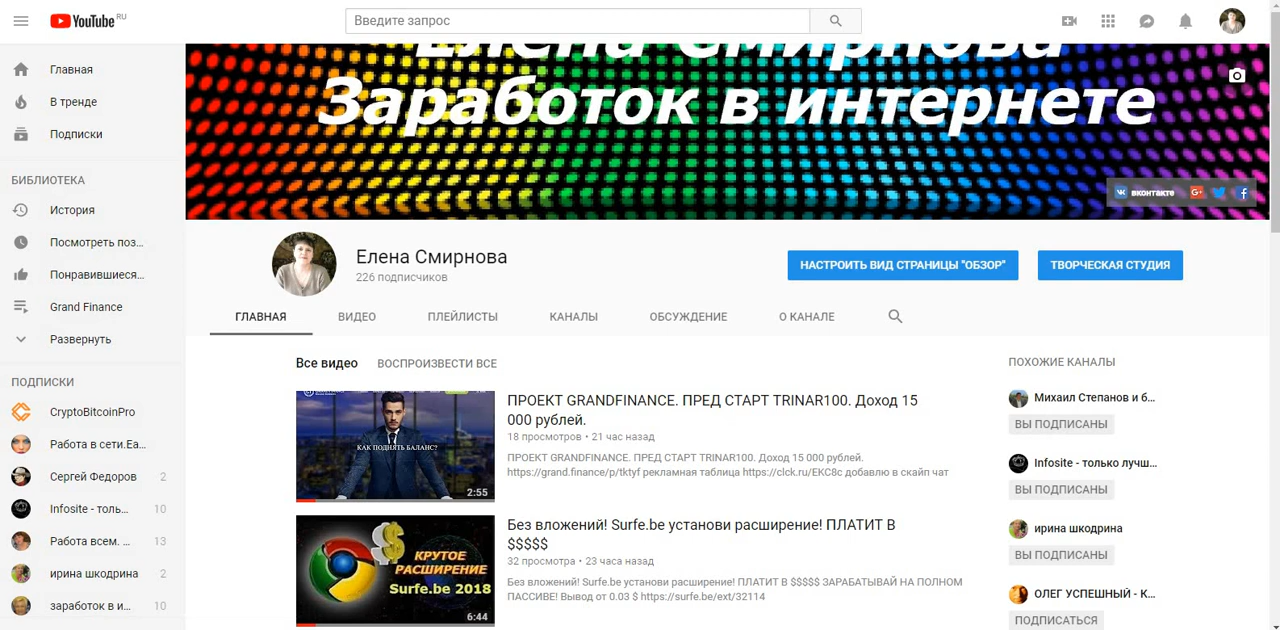 YouTube RU
Введите запрос
Елена Смирнова
Заработок в интернете
вконтакте
G+
Главная
В тренде
Подписки
БИБЛИОТЕКА
История
Посмотреть поз...
Понравившиеся...
Grand Finance
Развернуть
ПОДПИСКИ
CryptoBitcoinPro
Работа в сети.Еа...
Сергей Федоров 2
Infosite - толь... 10
Работа всем. ... 13
ирина шкодрина 2
заработок в и... 10
Елена Смирнова
226 подписчиков
НАСТРОИТЬ ВИД СТРАНИЦЫ "ОБЗОР"
ТВОРЧЕСКАЯ СТУДИЯ
ГЛАВНАЯ ВИДЕО ПЛЕЙЛИСТЫ КАНАЛЫ ОБСУЖДЕНИЕ О КАНАЛЕ
Все видео ВОСПРОИЗВЕСТИ ВСЕ
КАК ПОДНЯТЬ БАЛАНС?
2:55
ПРОЕКТ GRANDFINANCE. ПРЕД СТАРТ TRINAR100. Доход 15
000 рублей.
18 просмотров • 21 час назад
ПРОЕКТ GRANDFINANCE. ПРЕД СТАРТ TRINAR100. Доход 15 000 рублей.
https://grand.finance/p/tktyf рекламная таблица https://clck.ru/EKC8c добавлю в скайп чат
КРУТОЕ
РАСШИРЕНИЕ
Surfe.be 2018
6:44
Без вложений! Surfe.be установи расширение! ПЛАТИТ В
$$$$$
32 просмотра • 23 часа назад
Без вложений! Surfe.be установи расширение! ПЛАТИТ В $$$$$ ЗАРАБАТЫВАЙ НА ПОЛНОМ
ПАССИВЕ! Вывод от 0.03 $ https://surfe.be/ext/32114
ПОХОЖИЕ КАНАЛЫ
Михаил Степанов и б...
ВЫ ПОДПИСАНЫ
Infosite - только лучш...
ВЫ ПОДПИСАНЫ
ирина шкодрина
ВЫ ПОДПИСАНЫ
ОЛЕГ УСПЕШНЫЙ - К...
ПОДПИСАТЬСЯ